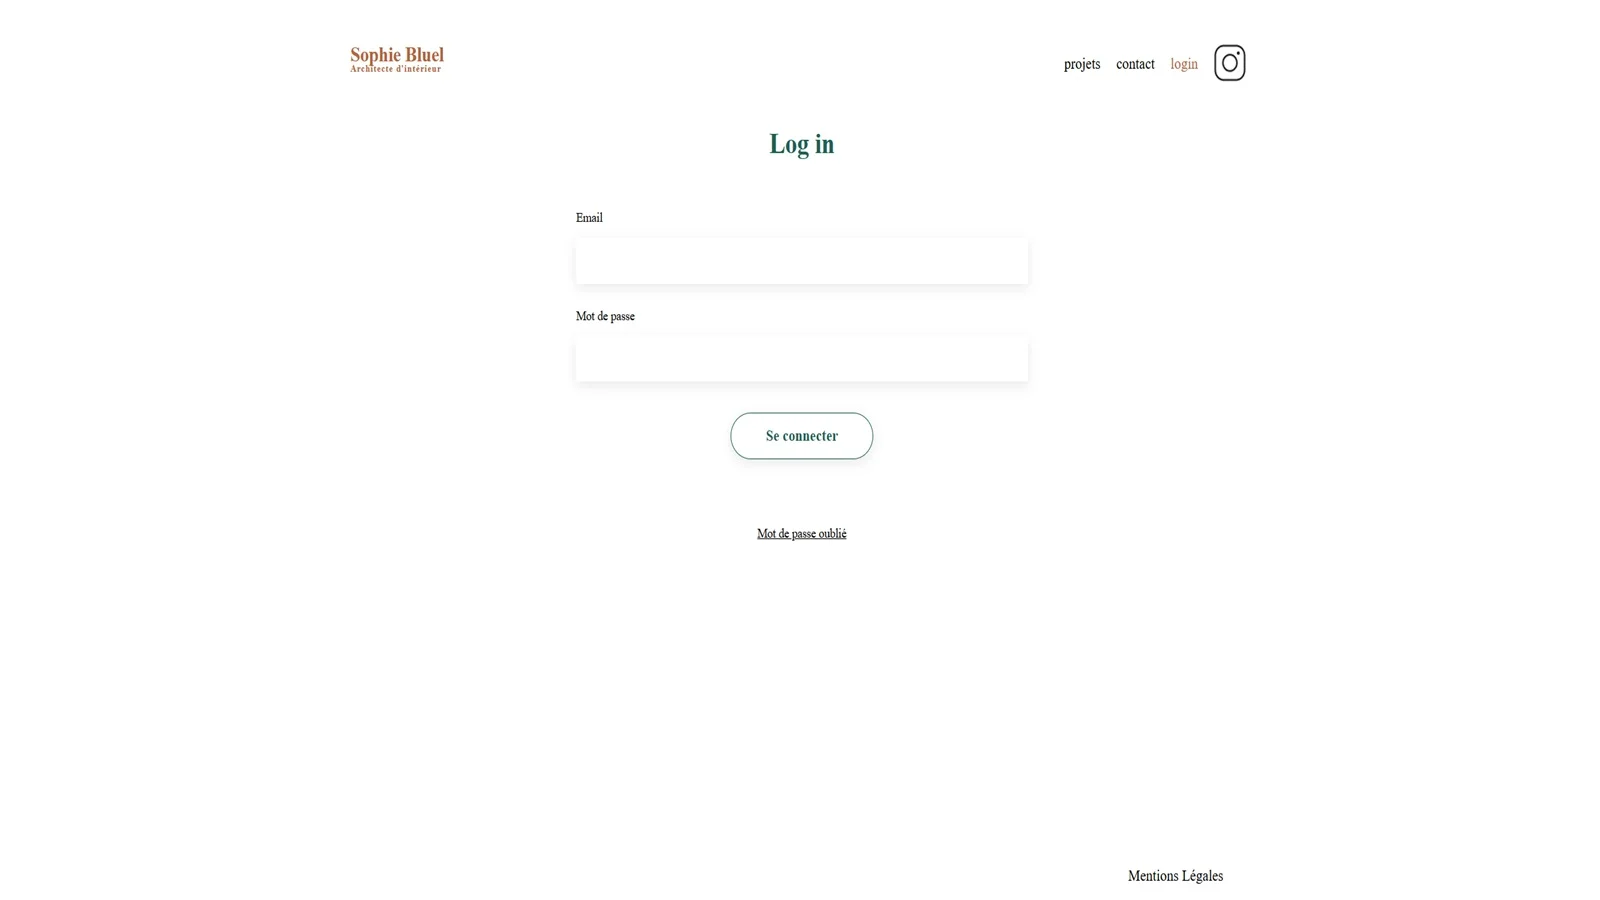 Sophie Bluel
Architecte d'intérieur
projets contact login
Log in
Email
Mot de passe
Se connecter
Mot de passe oublié
Mentions Légales